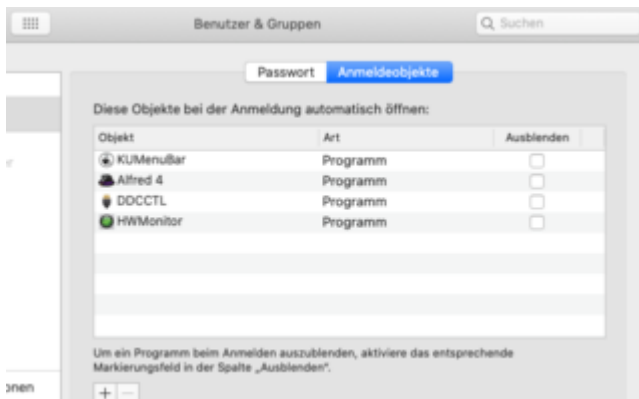 Benutzer & Gruppen
Suchen
Passwort Anmeldeobjekte
Diese Objekte bei der Anmeldung automatisch öffnen:
Objekt Art Ausblenden
KUMenuBar Programm
Alfred 4 Programm
DDCCTL Programm
HWMonitor Programm
Um ein Programm beim Anmelden auszublenden, aktiviere das entsprechende
Markierungsfeld in der Spalte „Ausblenden“.
onen
+ −